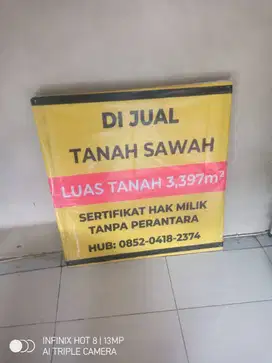 DI JUAL
TANAH SAWAH
LUAS TANAH 3,397m²
SERTIFIKAT HAK MILIK
TANPA PERANTARA
HUB: 0852-0418-2374
INFINIX HOT 8 | 13MP
AI TRIPLE CAMERA